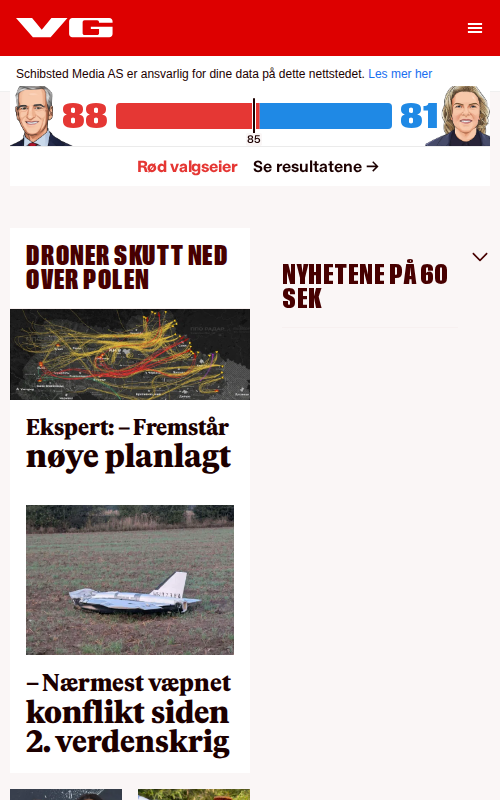 VG
Schibsted Media AS er ansvarlig for dine data på dette nettstedet. Les mer her
88
81
85
Rød valgseier Se resultatene →
DRONER SKUTT NED
OVER POLEN
Ekspert: – Fremstår
nøye planlagt
– Nærmest væpnet
konflikt siden
2. verdenskrig
NYHETENE PÅ 60
SEK